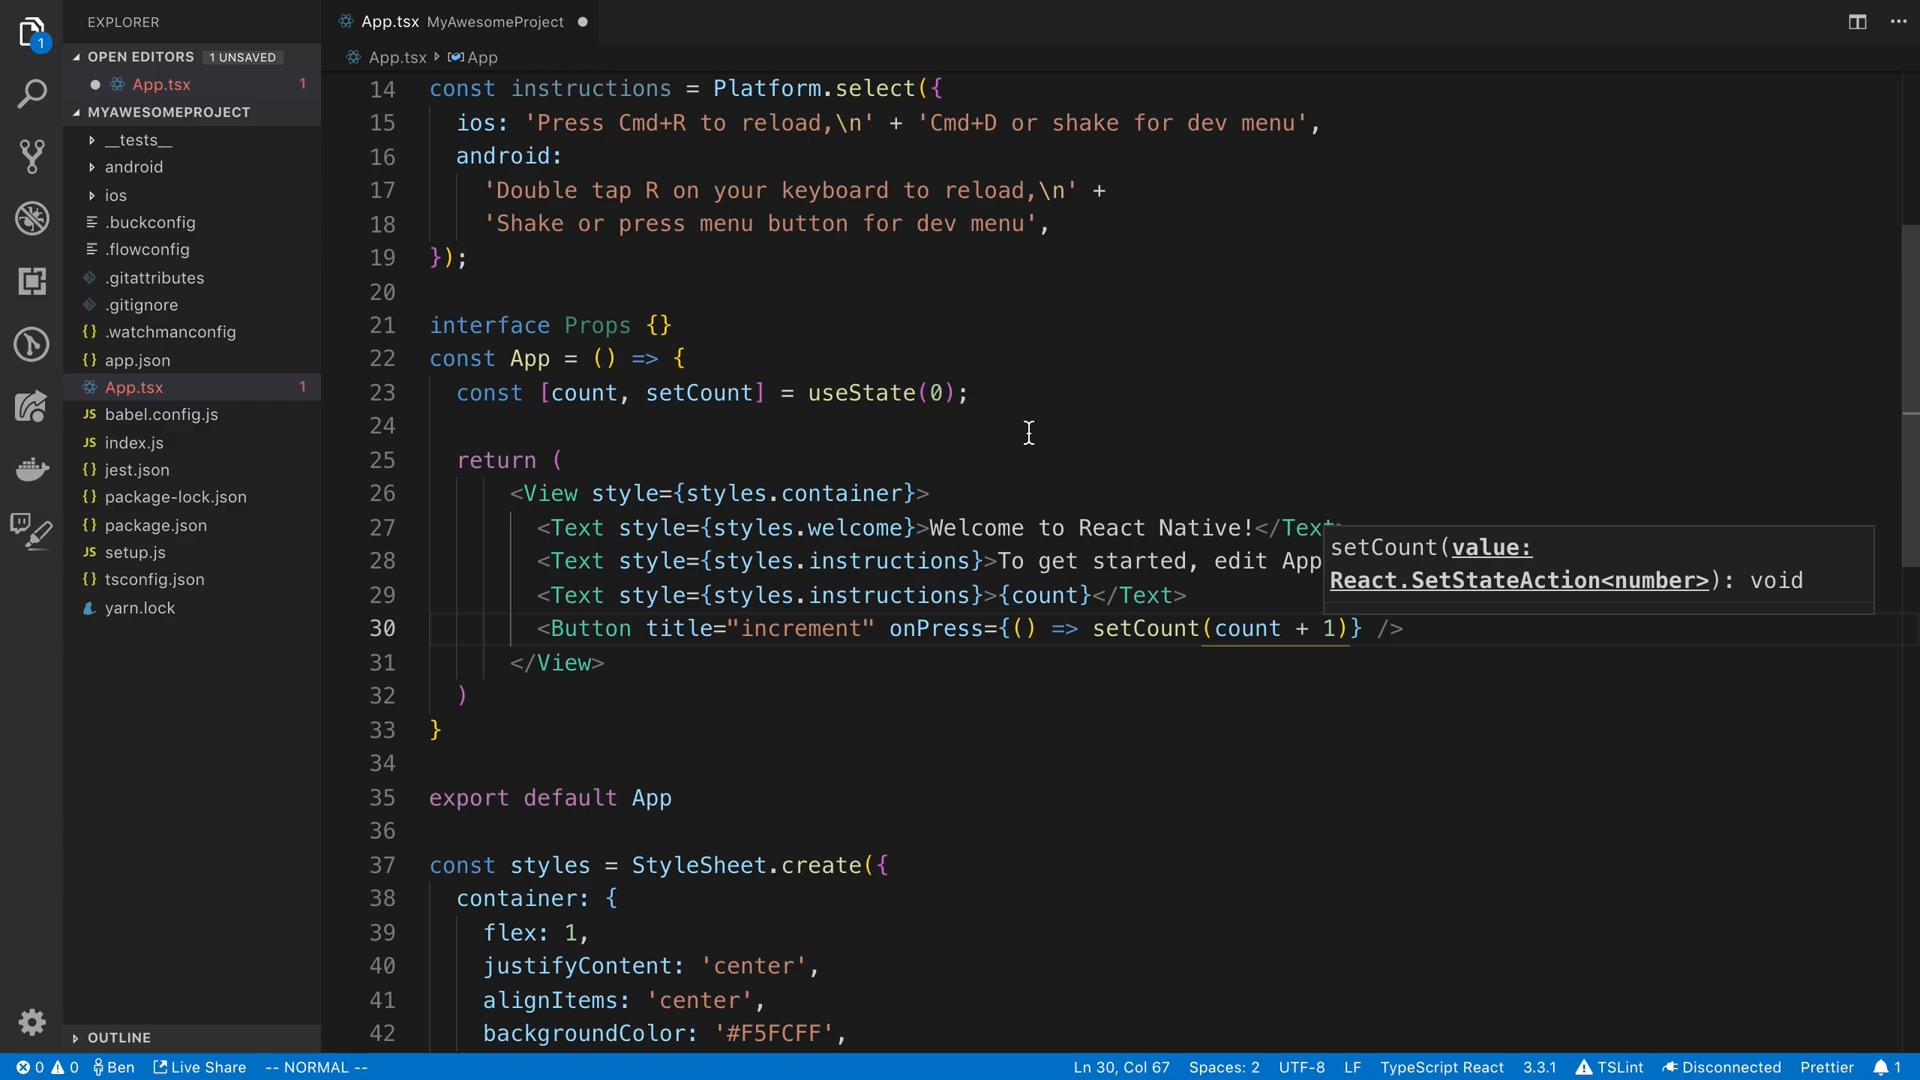 EXPLORER
OPEN EDITORS 1 UNSAVED
App.tsx 1
MYAWESOMEPROJECT
__tests__
android
ios
.buckconfig
.flowconfig
.gitattributes
.gitignore
{} .watchmanconfig
{} app.json
App.tsx 1
JS babel.config.js
JS index.js
{} jest.json
{} package-lock.json
{} package.json
setup.js
{} tsconfig.json
yarn.lock
OUTLINE
1
App.tsx MyAwesomeProject
App.tsx App
14 const instructions = Platform.select({
15 ios: 'Press Cmd+R to reload,\n' + 'Cmd+D or shake for dev menu',
16 android:
17 'Double tap R on your keyboard to reload,\n' +
18 'Shake or press menu button for dev menu',
19 });
20
21 interface Props {}
22 const App = () => {
23 const [count, setCount] = useState(0);
24
25 return (
26 <View style={styles.container}>
27 <Text style={styles.welcome}>Welcome to React Native!</Text>
28 <Text style={styles.instructions}>To get started, edit App
29 <Text style={styles.instructions}>{count}</Text>
30 <Button title="increment" onPress={() => setCount(count + 1)} />
31 </View>
32 )
33 }
34
35 export default App
36
37 const styles = StyleSheet.create({
38 container: {
39 flex: 1,
40 justifyContent: 'center',
41 alignItems: 'center',
42 backgroundColor: '#F5FCFF',
setCount(value:
React.SetStateAction<number>): void
0 0 Ben Live Share -- NORMAL -- Ln 30, Col 67 Spaces: 2 UTF-8 LF TypeScript React 3.3.1 TSLint Disconnected Prettier 1